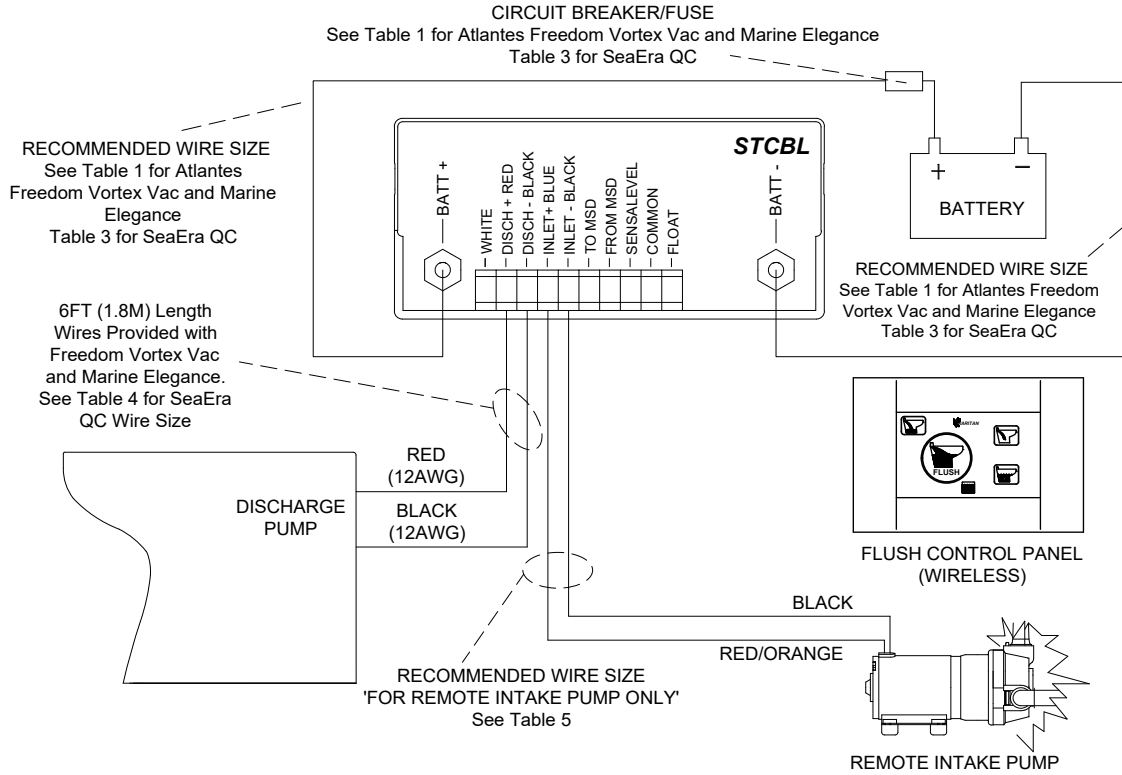 CIRCUIT BREAKER/FUSE
See Table 1 for Atlantes Freedom Vortex Vac and Marine Elegance
Table 3 for SeaEra QC
RECOMMENDED WIRE SIZE
See Table 1 for Atlantes
Freedom Vortex Vac and Marine
Elegance
Table 3 for SeaEra QC
STCBL
BATT +
WHITE
DISCH + RED
DISCH - BLACK
INLET+ BLUE
INLET - BLACK
TO MSD
FROM MSD
SENSALEVEL
COMMON
FLOAT
BATT -
+ −
BATTERY
RECOMMENDED WIRE SIZE
See Table 1 for Atlantes Freedom
Vortex Vac and Marine Elegance
Table 3 for SeaEra QC
6FT (1.8M) Length
Wires Provided with
Freedom Vortex Vac
and Marine Elegance.
See Table 4 for SeaEra
QC Wire Size
DISCHARGE
PUMP
RED
(12AWG)
BLACK
(12AWG)
FLUSH
FLUSH CONTROL PANEL
(WIRELESS)
BLACK
RED/ORANGE
RECOMMENDED WIRE SIZE
'FOR REMOTE INTAKE PUMP ONLY'
See Table 5
REMOTE INTAKE PUMP